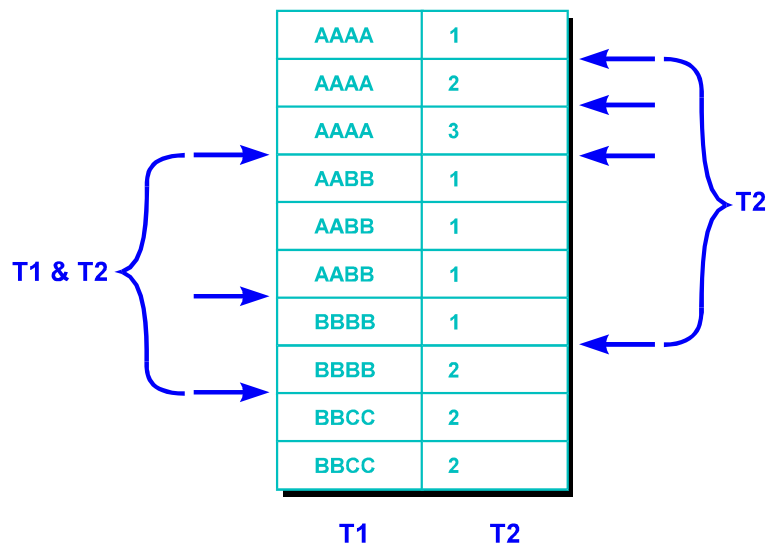 AAAA 1
AAAA 2
AAAA 3
AABB 1
T2
AABB 1
T1 & T2
AABB 1
BBBB 1
BBBB 2
BBCC 2
BBCC 2
T1 T2